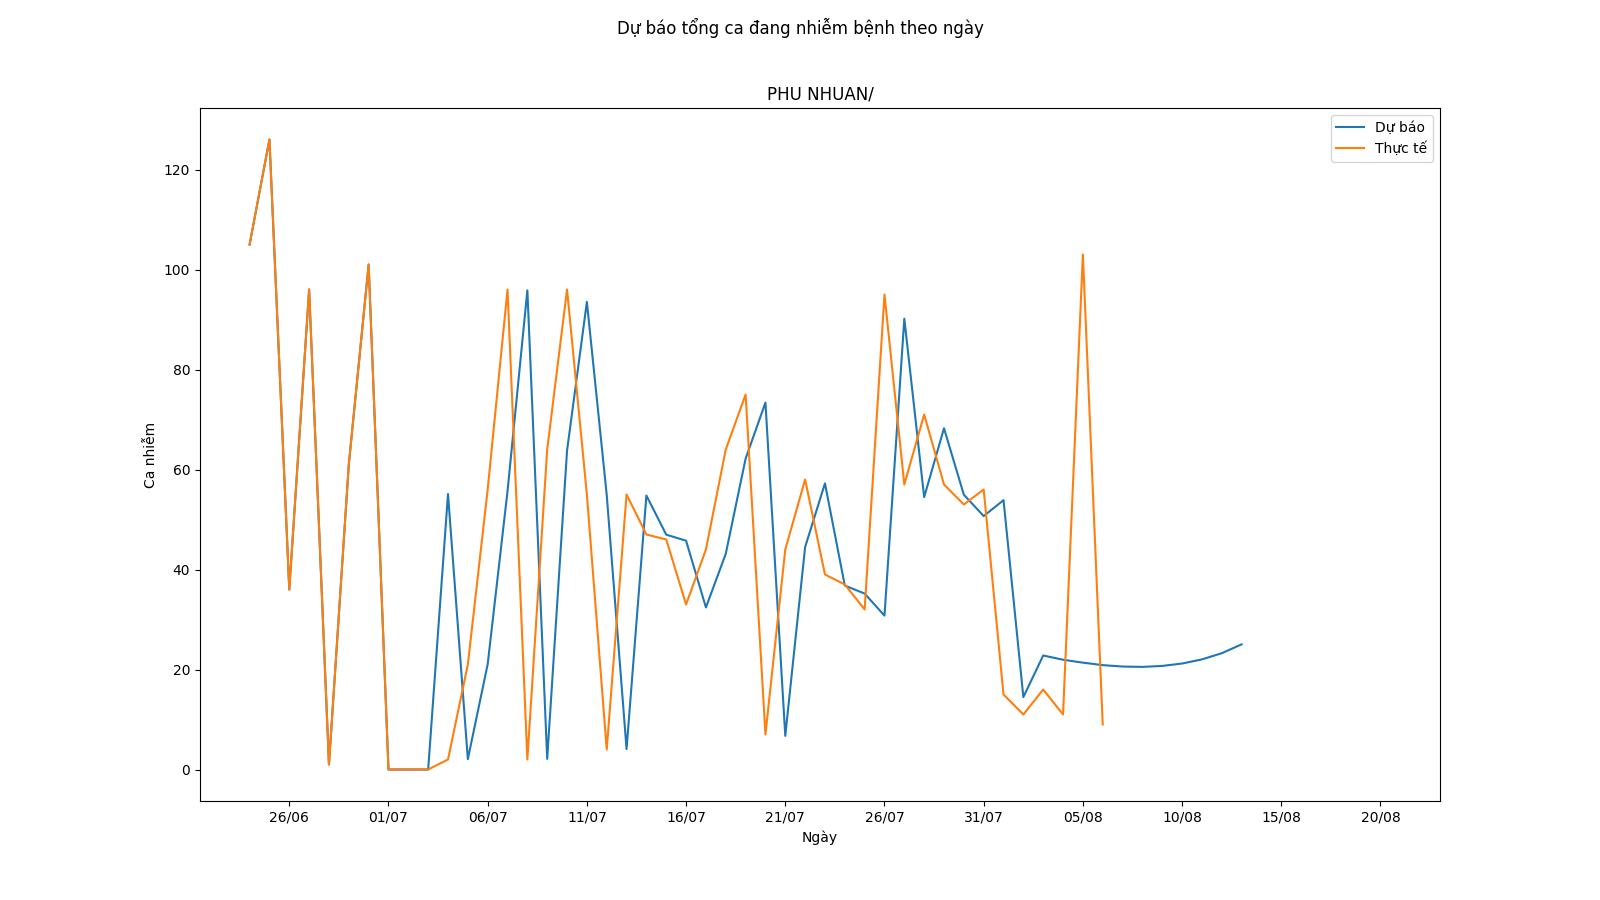 Dự báo tổng ca đang nhiễm bệnh theo ngày
PHU NHUAN/
Dự báo
Thực tế
120
100
80
60
40
20
0
Ca nhiễm
26/06 01/07 06/07 11/07 16/07 21/07 26/07 31/07 05/08 10/08 15/08 20/08
Ngày